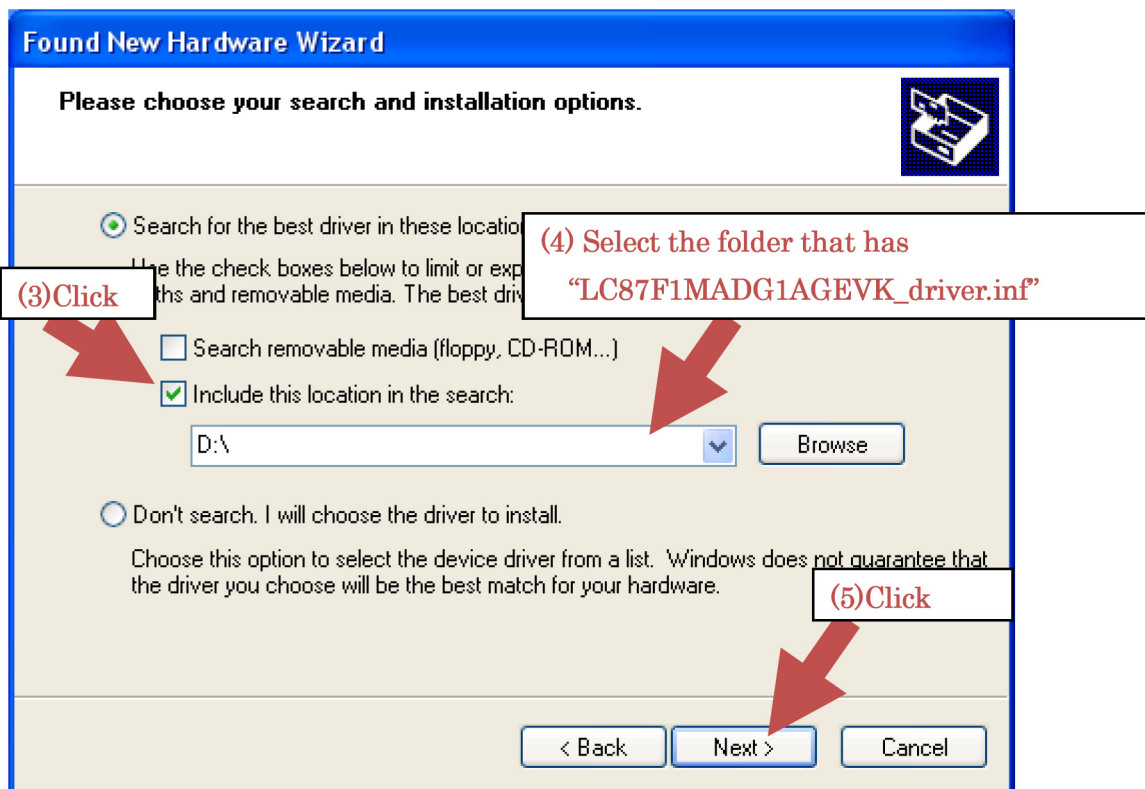 Found New Hardware Wizard
Please choose your search and installation options.
Search for the best driver in these location
(4) Select the folder that has
“LC87F1MADG1AGEVK_driver.inf”
the check boxes below to limit or exp
(3)Click
and removable media. The best driv
Search removable media (floppy, CD-ROM...)
Include this location in the search:
D:\
Browse
Don't search. I will choose the driver to install.
Choose this option to select the device driver from a list. Windows does not guarantee that
the driver you choose will be the best match for your hardware.
(5)Click
< Back
Next >
Cancel